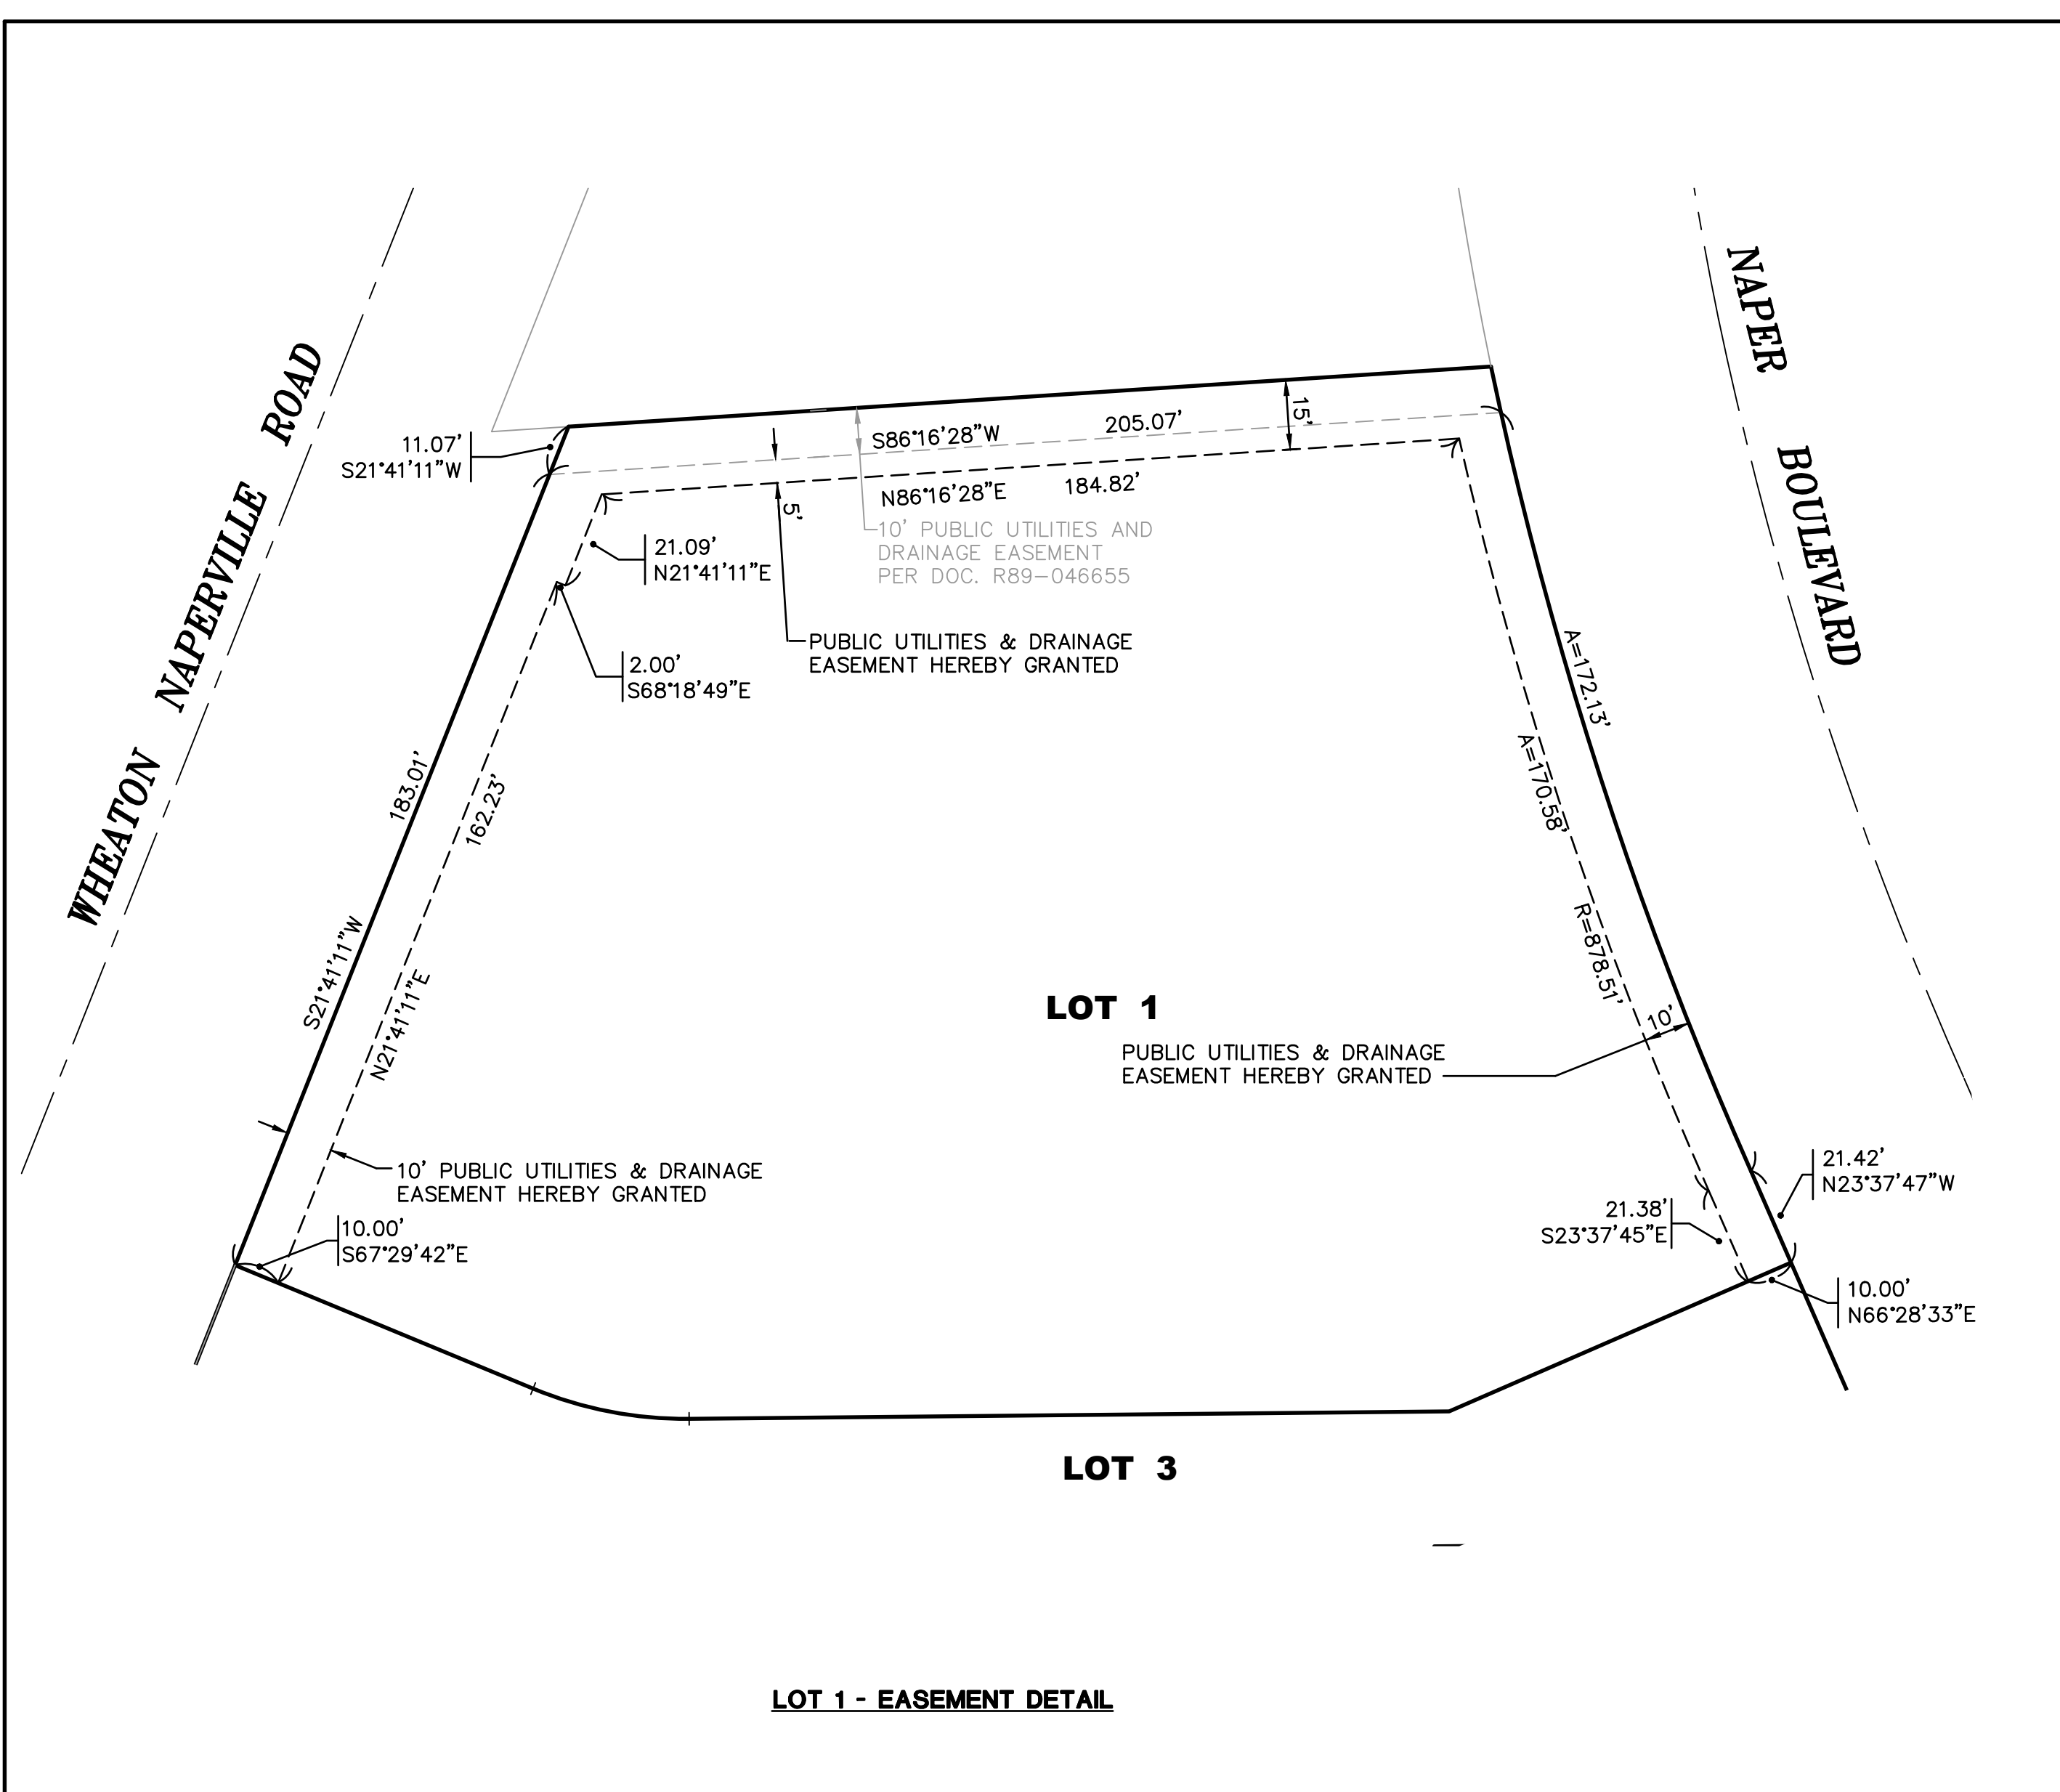 WHEATON NAPERVILLE ROAD
NAPER BOULEVARD
11.07'
S21°41'11"W
S86°16'28"W
205.07'
15'
N86°16'28"E
184.82'
5'
10' PUBLIC UTILITIES AND
DRAINAGE EASEMENT
PER DOC. R89-046655
21.09'
N21°41'11"E
PUBLIC UTILITIES & DRAINAGE
EASEMENT HEREBY GRANTED
2.00'
S68°18'49"E
183.01'
S21°41'11"W
162.23'
N21°41'11"E
A=172.13'
A=170.58'
R=878.51'
LOT 1
10'
PUBLIC UTILITIES & DRAINAGE
EASEMENT HEREBY GRANTED
10' PUBLIC UTILITIES & DRAINAGE
EASEMENT HEREBY GRANTED
10.00'
S67°29'42"E
21.42'
N23°37'47"W
21.38'
S23°37'45"E
10.00'
N66°28'33"E
LOT 3
LOT 1 - EASEMENT DETAIL